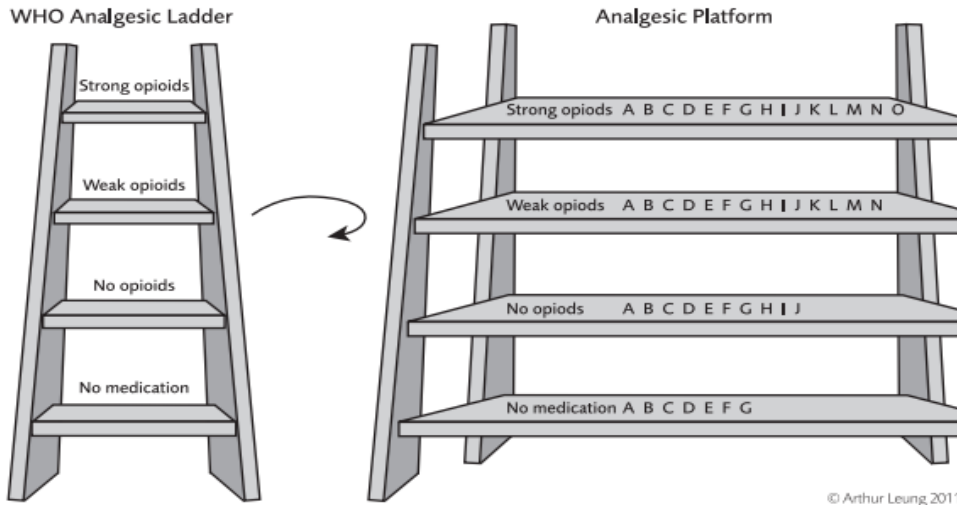 WHO Analgesic Ladder
Strong opioids
Weak opioids
No opioids
No medication
Analgesic Platform
Strong opiods A B C D E F G H I J K L M N O
Weak opiods A B C D E F G H I J K L M N
No opiods A B C D E F G H I J
No medication A B C D E F G
© Arthur Leung 2011